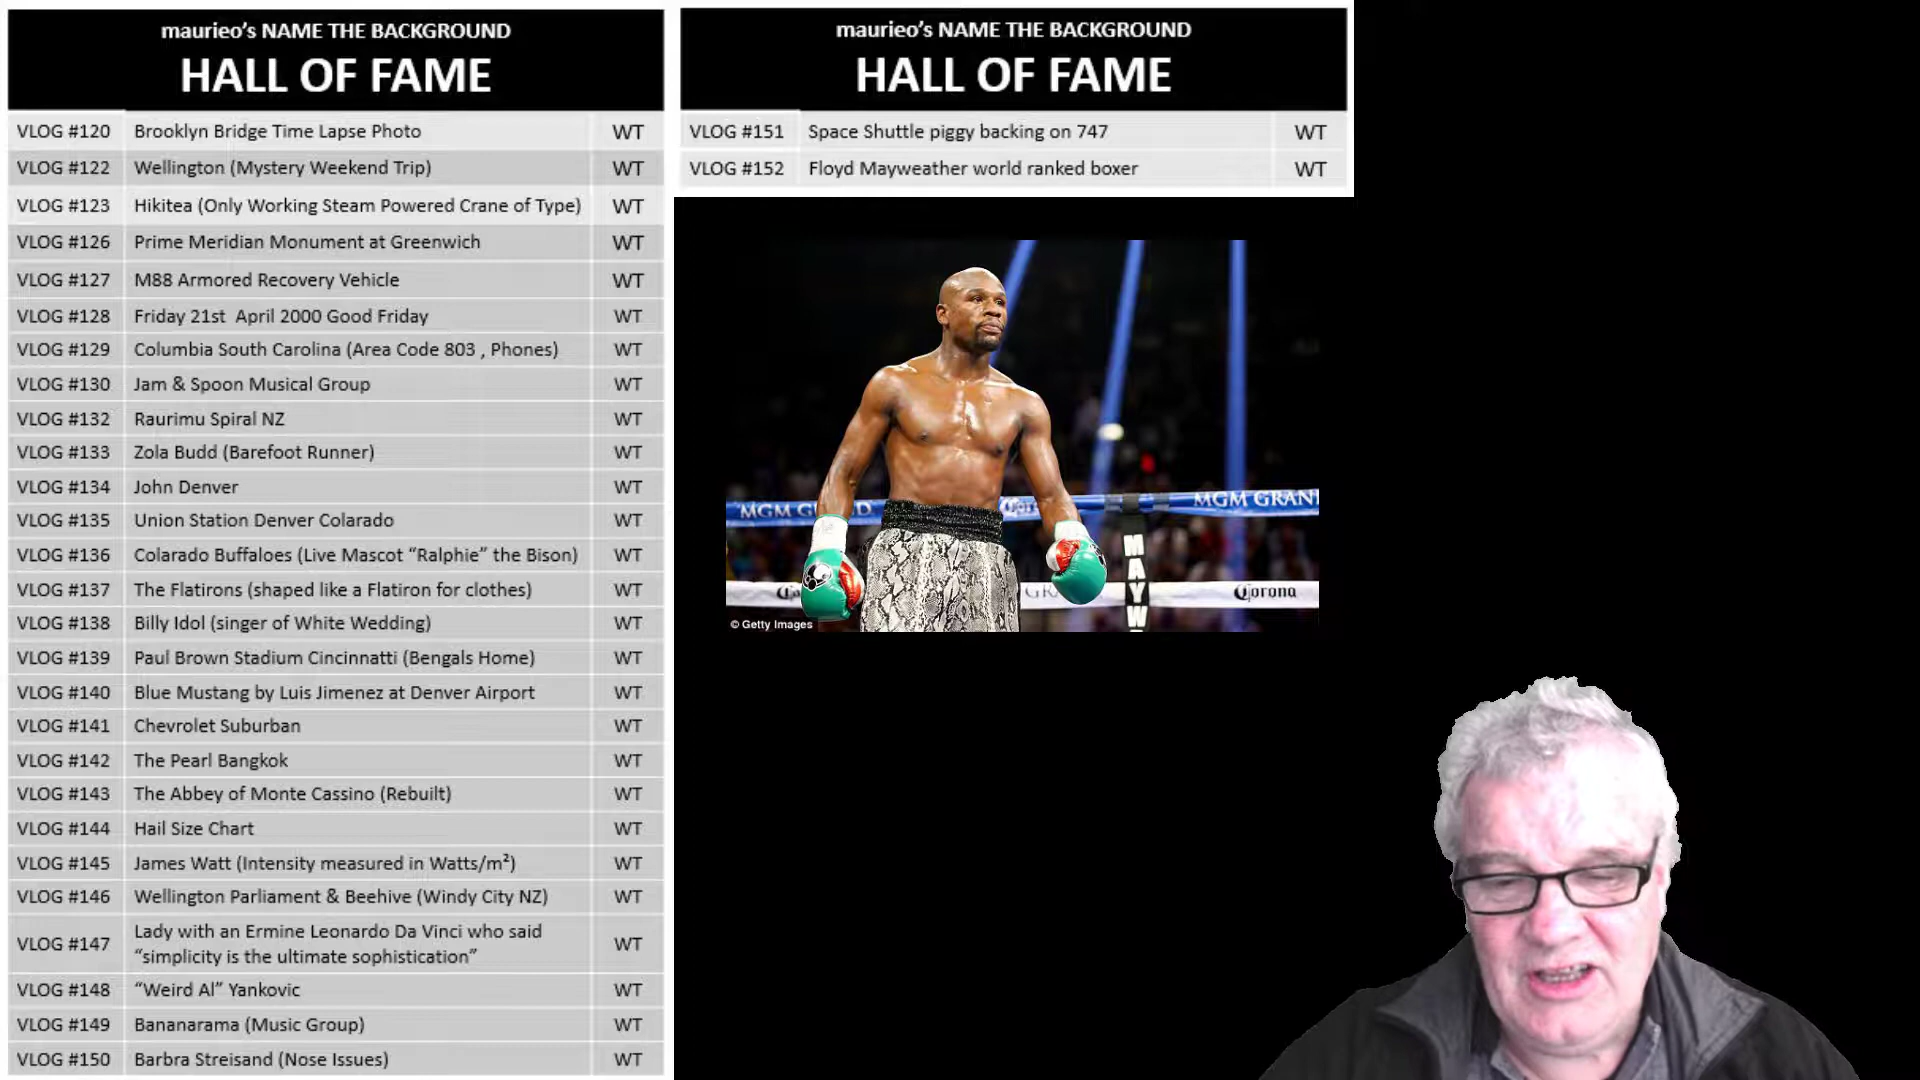 maurieo's NAME THE BACKGROUND
HALL OF FAME
VLOG #120 Brooklyn Bridge Time Lapse Photo WT
VLOG #122 Wellington (Mystery Weekend Trip) WT
VLOG #123 Hikitea (Only Working Steam Powered Crane of Type) WT
VLOG #126 Prime Meridian Monument at Greenwich WT
VLOG #127 M88 Armored Recovery Vehicle WT
VLOG #128 Friday 21st April 2000 Good Friday WT
VLOG #129 Columbia South Carolina (Area Code 803 , Phones) WT
VLOG #130 Jam & Spoon Musical Group WT
VLOG #132 Raurimu Spiral NZ WT
VLOG #133 Zola Budd (Barefoot Runner) WT
VLOG #134 John Denver WT
VLOG #135 Union Station Denver Colarado WT
VLOG #136 Colarado Buffaloes (Live Mascot “Ralphie” the Bison) WT
VLOG #137 The Flatirons (shaped like a Flatiron for clothes) WT
VLOG #138 Billy Idol (singer of White Wedding) WT
VLOG #139 Paul Brown Stadium Cincinnatti (Bengals Home) WT
VLOG #140 Blue Mustang by Luis Jimenez at Denver Airport WT
VLOG #141 Chevrolet Suburban WT
VLOG #142 The Pearl Bangkok WT
VLOG #143 The Abbey of Monte Cassino (Rebuilt) WT
VLOG #144 Hail Size Chart WT
VLOG #145 James Watt (Intensity measured in Watts/m²) WT
VLOG #146 Wellington Parliament & Beehive (Windy City NZ) WT
VLOG #147 Lady with an Ermine Leonardo Da Vinci who said
“simplicity is the ultimate sophistication” WT
VLOG #148 “Weird Al” Yankovic WT
VLOG #149 Bananarama (Music Group) WT
VLOG #150 Barbra Streisand (Nose Issues) WT
maurieo's NAME THE BACKGROUND
HALL OF FAME
VLOG #151 Space Shuttle piggy backing on 747 WT
VLOG #152 Floyd Mayweather world ranked boxer WT
MGM GRAND
MGM GRAN
MAYW
Corona
© Getty Images